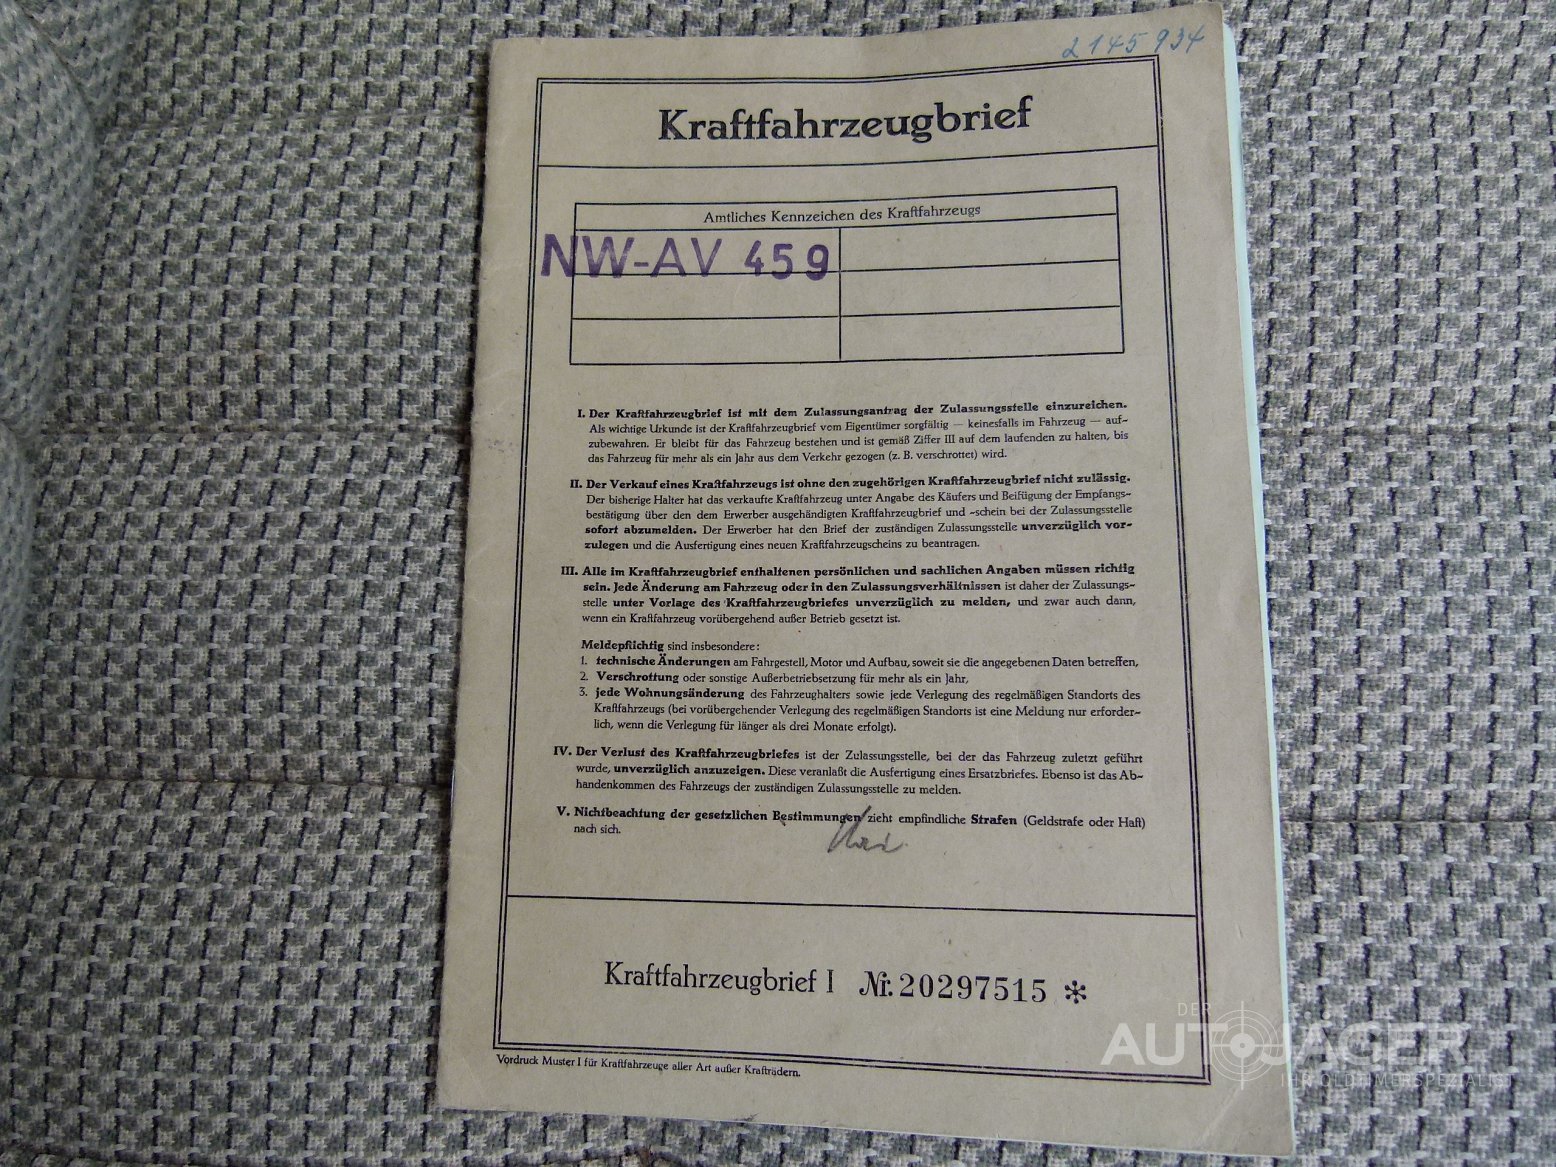 2145934
Kraftfahrzeugbrief
Amtliches Kennzeichen des Kraftfahrzeugs
NW-AV 459
I. Der Kraftfahrzeugbrief ist mit dem Zulassungsantrag der Zulassungsstelle einzureichen.
Als wichtige Urkunde ist der Kraftfahrzeugbrief vom Eigentümer sorgfältig — keinesfalls im Fahrzeug — auf-
zubewahren. Er bleibt für das Fahrzeug bestehen und ist gemäß Ziffer III auf dem laufenden zu halten, bis
das Fahrzeug für mehr als ein Jahr aus dem Verkehr gezogen (z. B. verschrottet) wird.
II. Der Verkauf eines Kraftfahrzeugs ist ohne den zugehörigen Kraftfahrzeugbrief nicht zulässig.
Der bisherige Halter hat das verkaufte Kraftfahrzeug unter Angabe des Käufers und Beifügung der Empfangs-
bestätigung über den dem Erwerber ausgehändigten Kraftfahrzeugbrief und -schein bei der Zulassungsstelle
sofort abzumelden. Der Erwerber hat den Brief der zuständigen Zulassungsstelle unverzüglich vor-
zulegen und die Ausfertigung eines neuen Kraftfahrzeugscheins zu beantragen.
III. Alle im Kraftfahrzeugbrief enthaltenen persönlichen und sachlichen Angaben müssen richtig
sein. Jede Änderung am Fahrzeug oder in den Zulassungsverhältnissen ist daher der Zulassungs-
stelle unter Vorlage des Kraftfahrzeugbriefes unverzüglich zu melden, und zwar auch dann,
wenn ein Kraftfahrzeug vorübergehend außer Betrieb gesetzt ist.
Meldepflichtig sind insbesondere:
1. technische Änderungen am Fahrgestell, Motor und Aufbau, soweit sie die angegebenen Daten betreffen,
2. Verschrottung oder sonstige Außerbetriebsetzung für mehr als ein Jahr,
3. jede Wohnungsänderung des Fahrzeughalters sowie jede Verlegung des regelmäßigen Standorts des
Kraftfahrzeugs (bei vorübergehender Verlegung des regelmäßigen Standorts ist eine Meldung nur erforder-
lich, wenn die Verlegung für länger als drei Monate erfolgt).
IV. Der Verlust des Kraftfahrzeugbriefes ist der Zulassungsstelle, bei der das Fahrzeug zuletzt geführt
wurde, unverzüglich anzuzeigen. Diese veranlaßt die Ausfertigung eines Ersatzbriefes. Ebenso ist das Ab-
handenkommen des Fahrzeugs der zuständigen Zulassungsstelle zu melden.
V. Nichtbeachtung der gesetzlichen Bestimmungen zieht empfindliche Strafen (Geldstrafe oder Haft)
nach sich.
Kraftfahrzeugbrief I Nr. 20297515 *
Vordruck Muster I für Kraftfahrzeuge aller Art außer Krafträdern.
DER
AUTOJÄGER
IHR OLDTIMERSPEZIALIST